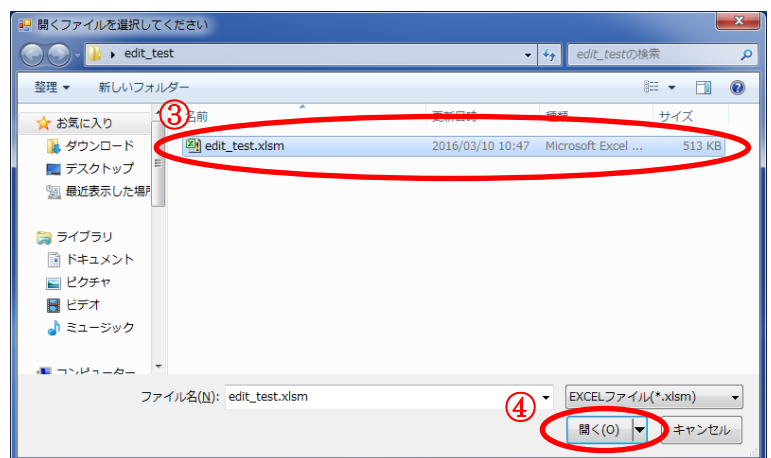 開くファイルを選択してください
edit_test
edit_testの検索
整理 新しいフォルダー
③
名前 更新日時 種類 サイズ
お気に入り
ダウンロード
edit_test.xlsm 2016/03/10 10:47 Microsoft Excel ... 513 KB
デスクトップ
最近表示した場所
ライブラリ
ドキュメント
ピクチャ
ビデオ
ミュージック
コンピューター
ファイル名(N): edit_test.xlsm
EXCELファイル(*.xlsm)
④
開く(O) キャンセル